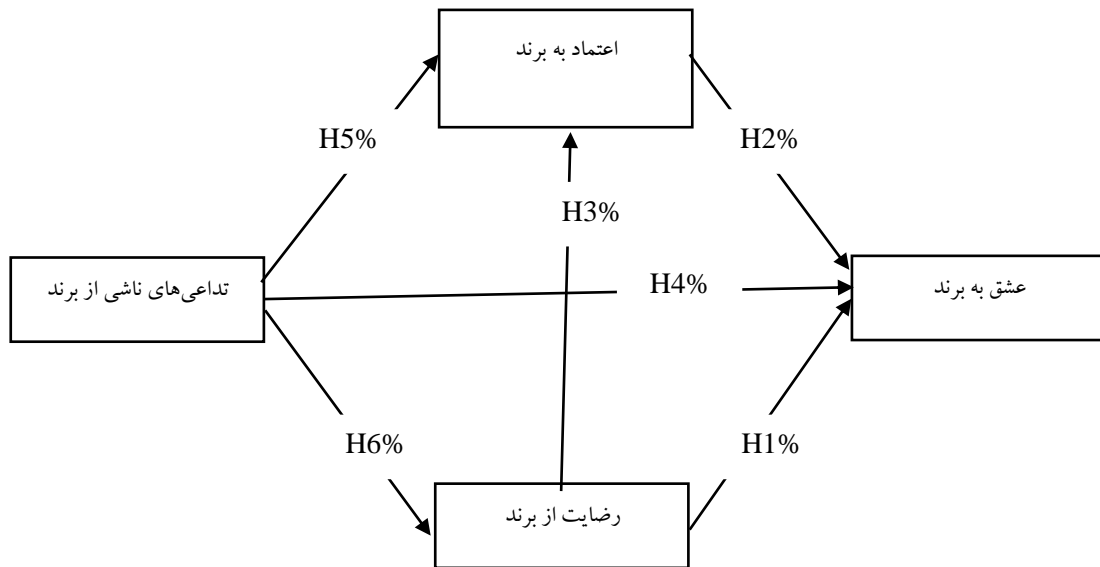 اعتماد به برند
H5%
H2%
H3%
تداعی‌های ناشی از برند
H4%
عشق به برند
H6%
H1%
رضایت از برند